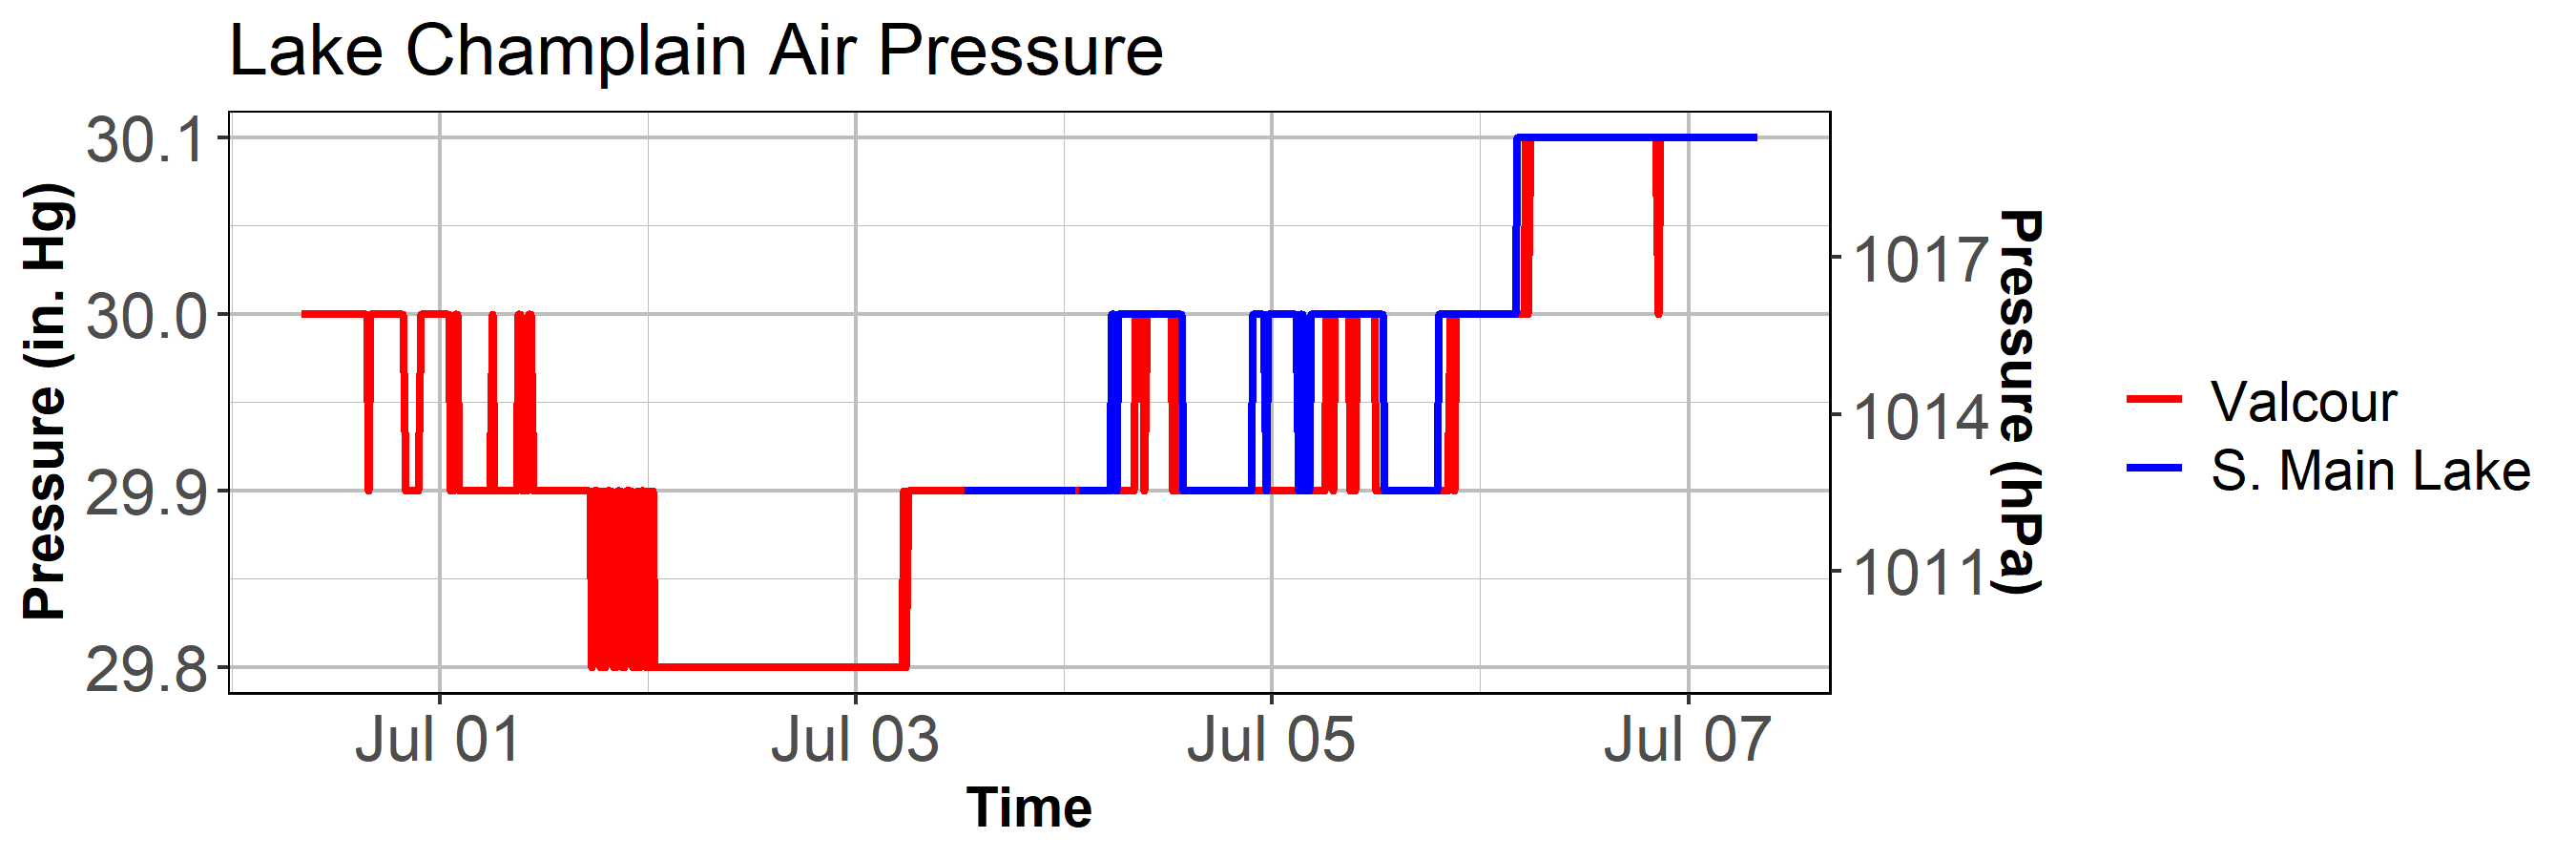 Lake Champlain Air Pressure
Pressure (in. Hg)
30.1
30.0
29.9
29.8
1017
1014
1011
Pressure (hPa)
Valcour
S. Main Lake
Jul 01 Jul 03 Jul 05 Jul 07
Time